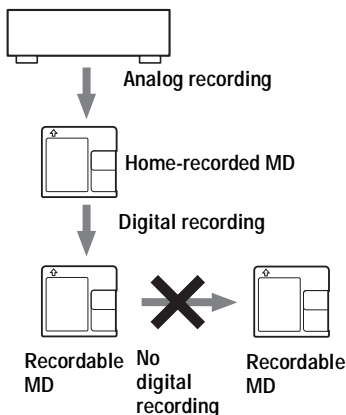 Analog recording
Home-recorded MD
Digital recording
Recordable
MD
No
digital
recording
Recordable
MD